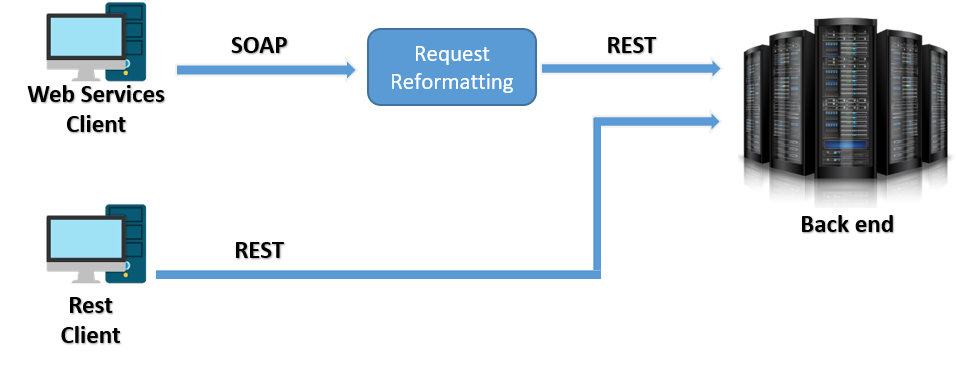 SOAP
Request
Reformatting
REST
Web Services
Client
Back end
REST
Rest
Client